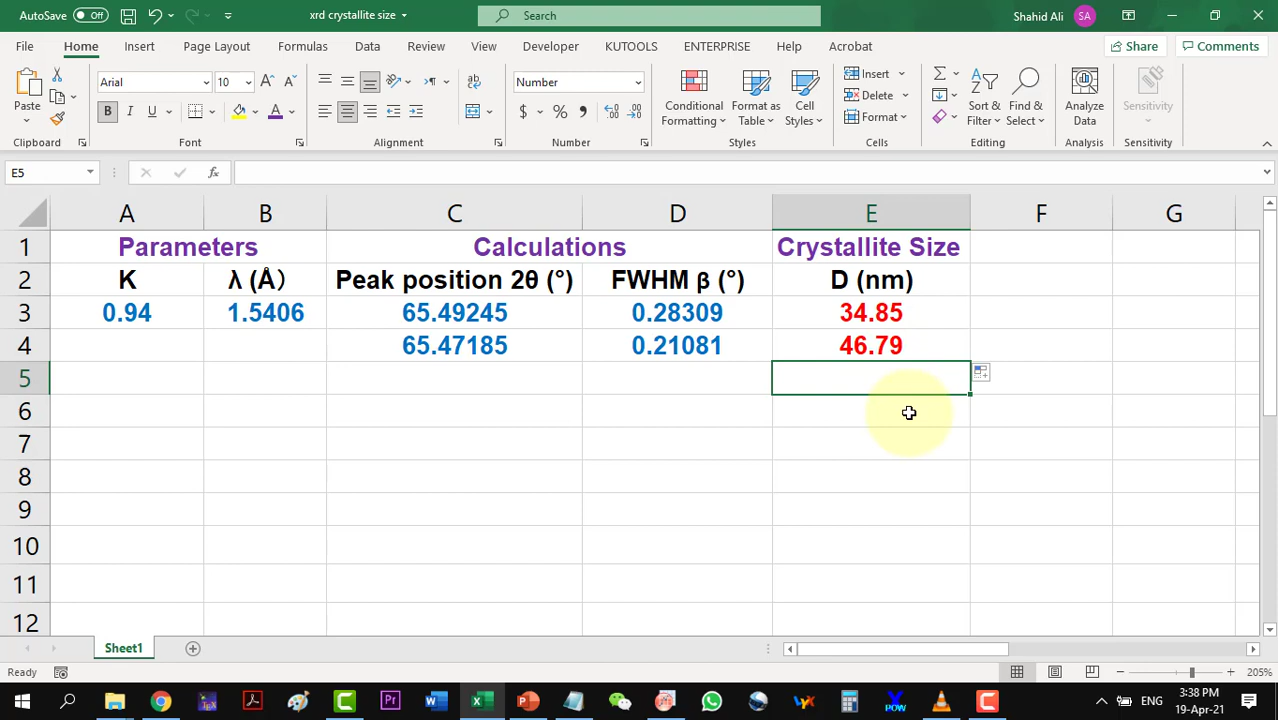 AutoSave Off xrd crystallite size Search Shahid Ali SA
File Home Insert Page Layout Formulas Data Review View Developer KUTOOLS ENTERPRISE Help Acrobat Share Comments
Paste
Clipboard
Arial 10
B I U
Font
Alignment
Number
$ %
Number
Conditional Formatting
Format as Table
Cell Styles
Styles
Insert
Delete
Format
Cells
Sort & Filter
Find & Select
Editing
Analyze Data
Analysis
Sensitivity
Sensitivity
E5 fx
A B C D E F G
1 Parameters Calculations Crystallite Size
2 K λ (Å) Peak position 2θ (°) FWHM β (°) D (nm)
3 0.94 1.5406 65.49245 0.28309 34.85
4 65.47185 0.21081 46.79
5
6
7
8
9
10
11
12
Sheet1
Ready 205%
ENG 3:38 PM
19-Apr-21